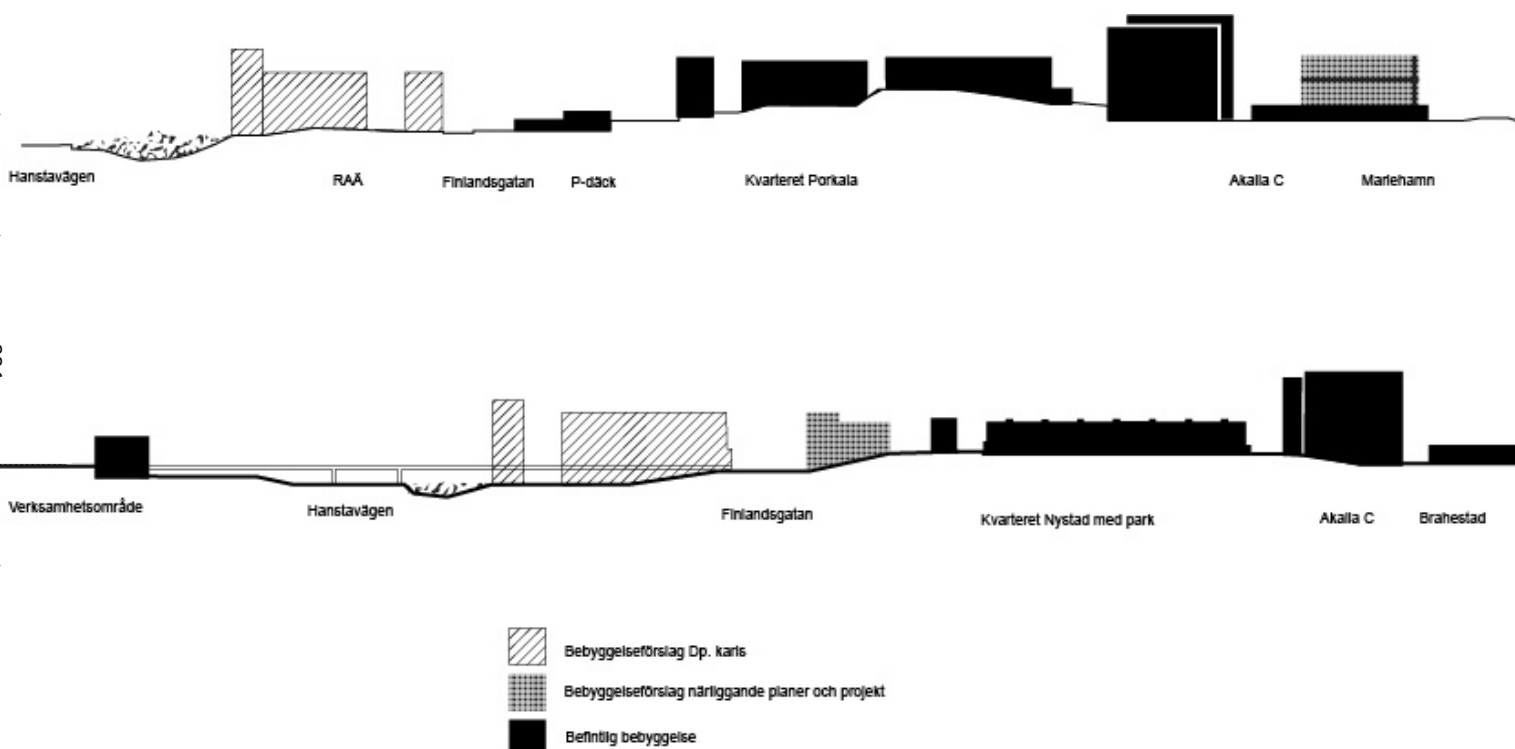 Hanstavägen
RAÄ
Finlandsgatan
P-däck
Kvarteret Porkala
Akalla C
Mariehamn
Verksamhetsområde
Hanstavägen
Finlandsgatan
Kvarteret Nystad med park
Akalla C
Brahestad
Bebyggelseförslag Dp. karis
Bebyggelseförslag närliggande planer och projekt
Befintlig bebyggelse